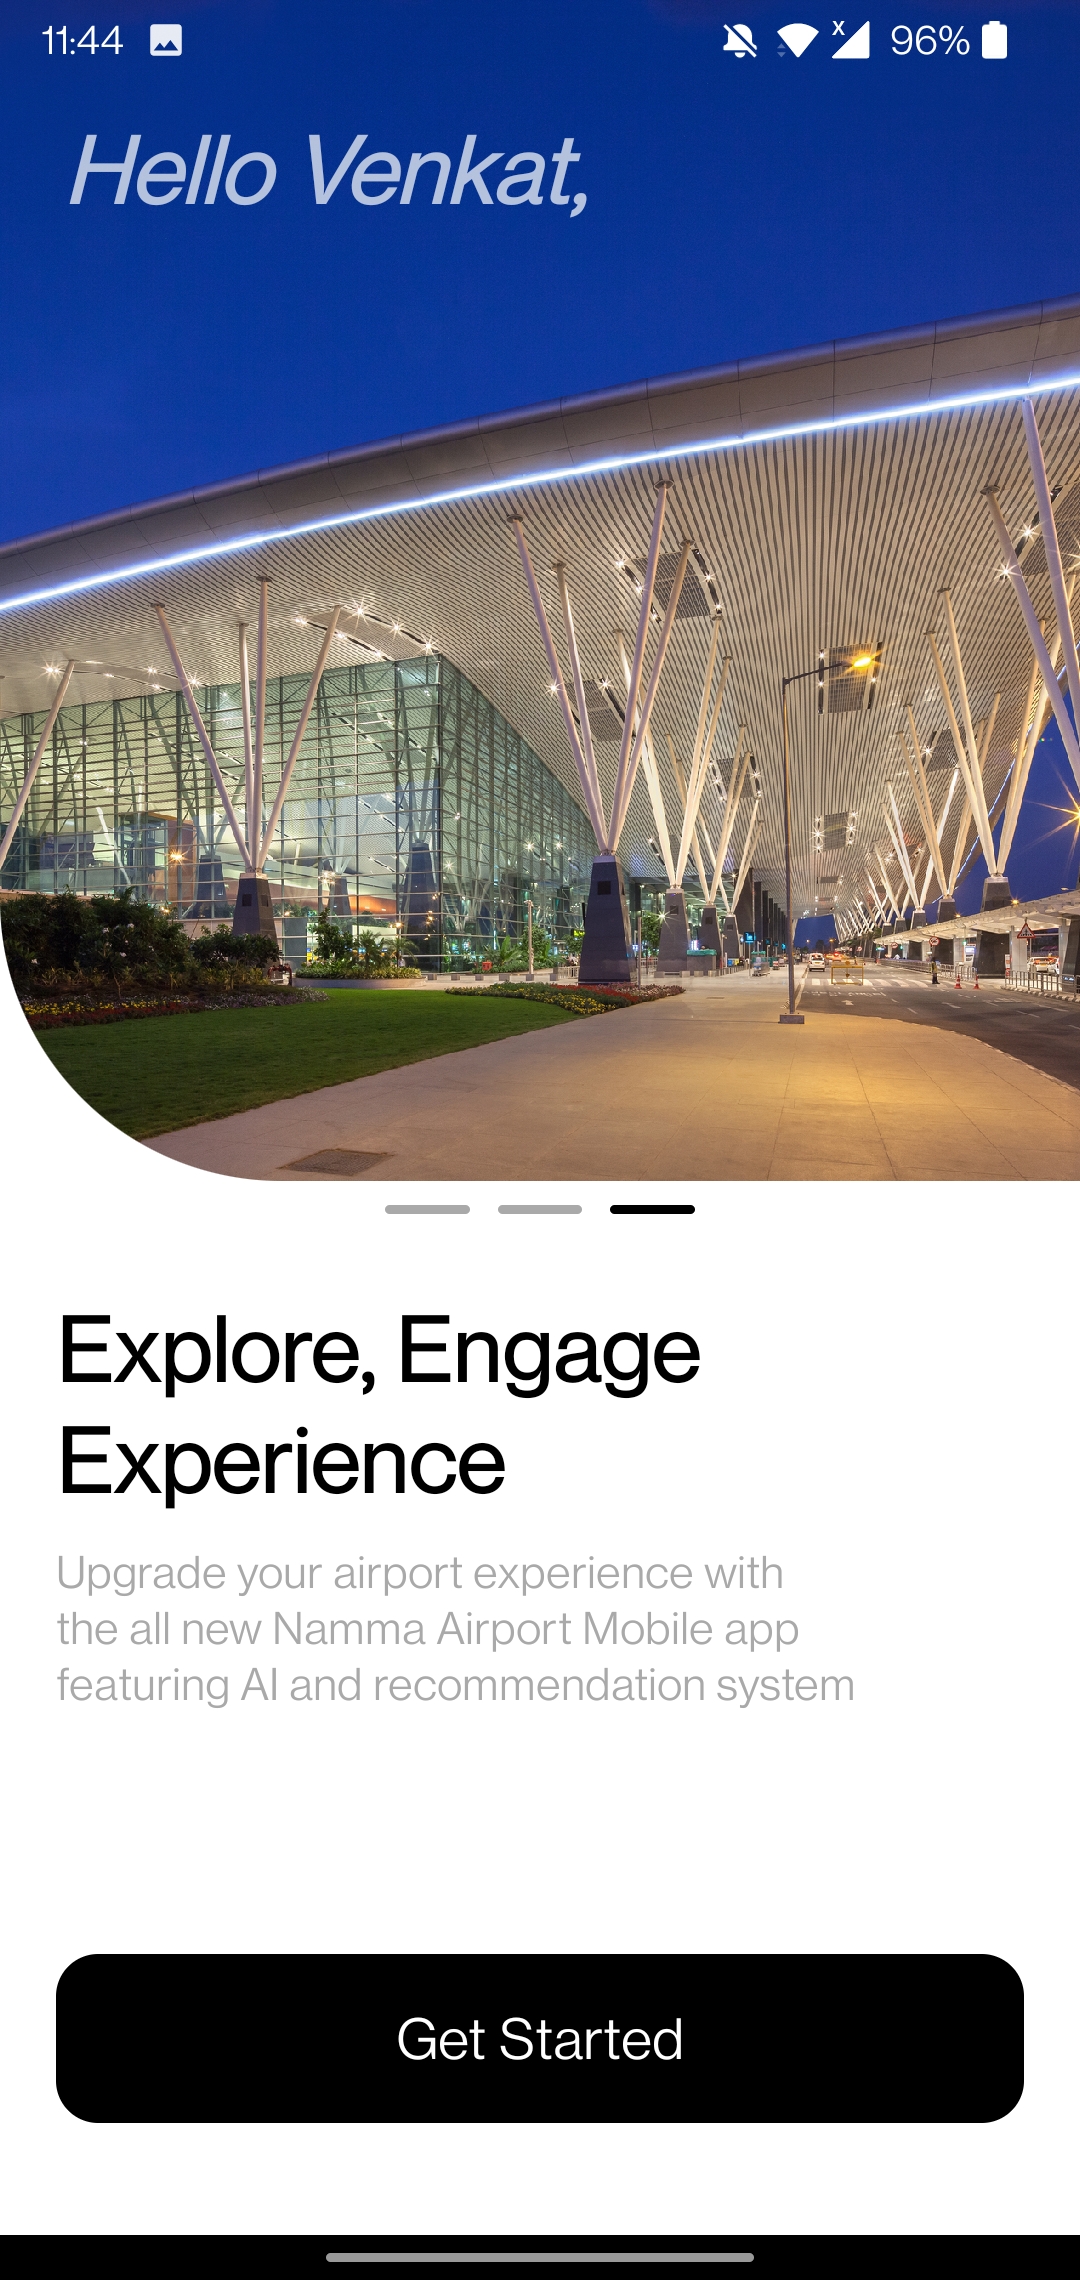 11:44
X 96%
Hello Venkat,
Explore, Engage
Experience
Upgrade your airport experience with
the all new Namma Airport Mobile app
featuring AI and recommendation system
Get Started